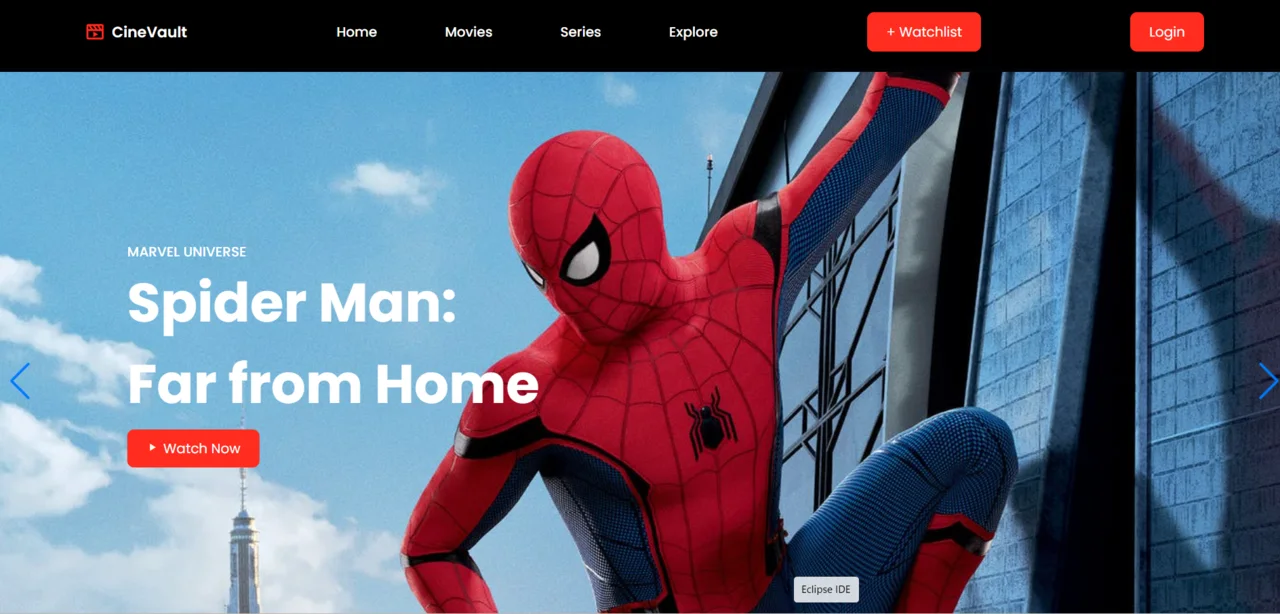 CineVault
Home
Movies
Series
Explore
+ Watchlist
Login
MARVEL UNIVERSE
Spider Man:
Far from Home
Watch Now
Eclipse IDE